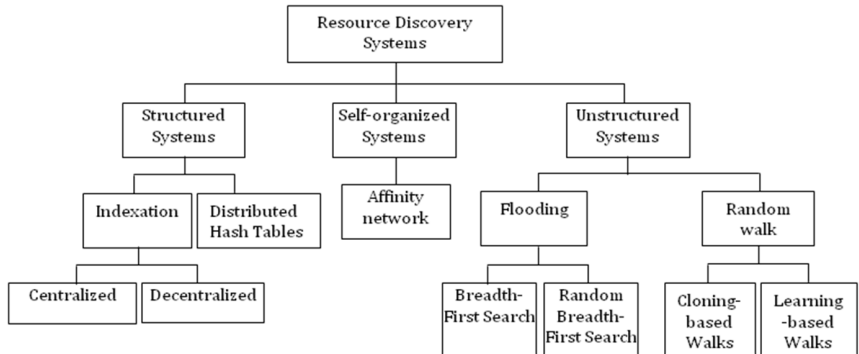 Resource Discovery
Systems
Structured
Systems
Self-organized
Systems
Unstructured
Systems
Indexation
Distributed
Hash Tables
Affinity
network
Flooding
Random
walk
Centralized
Decentralized
Breadth-
First Search
Random
Breadth-
First Search
Cloning-
based
Walks
Learning
-based
Walks